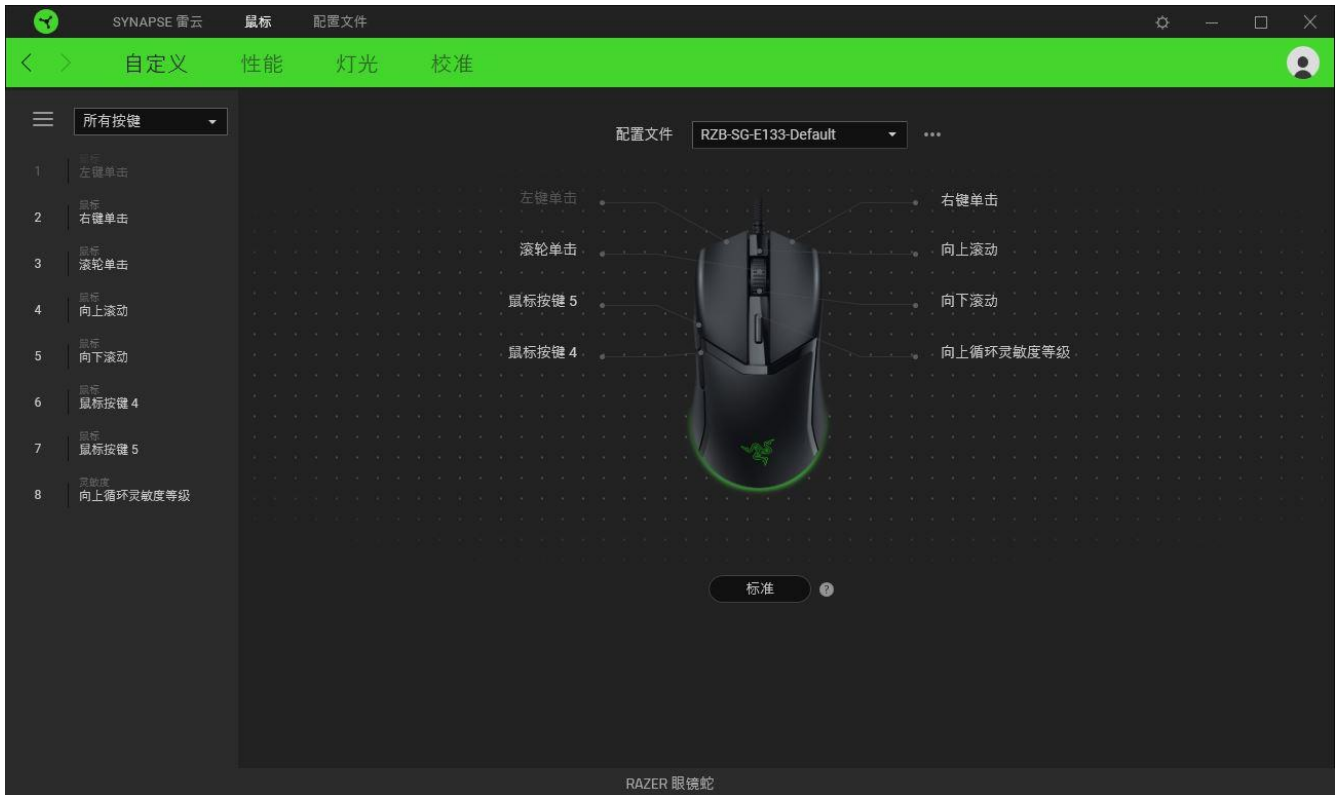 SYNAPSE 雷云 鼠标 配置文件
自定义 性能 灯光 校准
所有按键
配置文件 RZB-SG-E133-Default
1 鼠标
左键单击
2 鼠标
右键单击
3 鼠标
滚轮单击
4 鼠标
向上滚动
5 鼠标
向下滚动
6 鼠标
鼠标按键 4
7 鼠标
鼠标按键 5
8 灵敏度
向上循环灵敏度等级
左键单击
滚轮单击
鼠标按键 5
鼠标按键 4
右键单击
向上滚动
向下滚动
向上循环灵敏度等级
标准 ?
RAZER 眼镜蛇